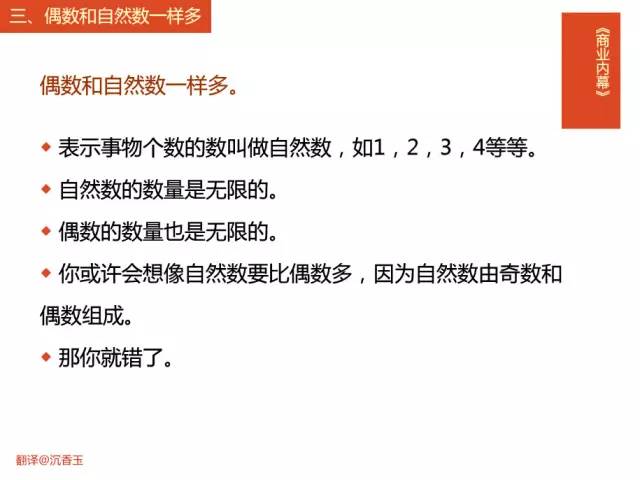 三、偶数和自然数一样多
《商业内幕》
偶数和自然数一样多。
◆ 表示事物个数的数叫做自然数，如1，2，3，4等等。
◆ 自然数的数量是无限的。
◆ 偶数的数量也是无限的。
◆ 你或许会想像自然数要比偶数多，因为自然数由奇数和
偶数组成。
◆ 那你就错了。
翻译@沉香玉